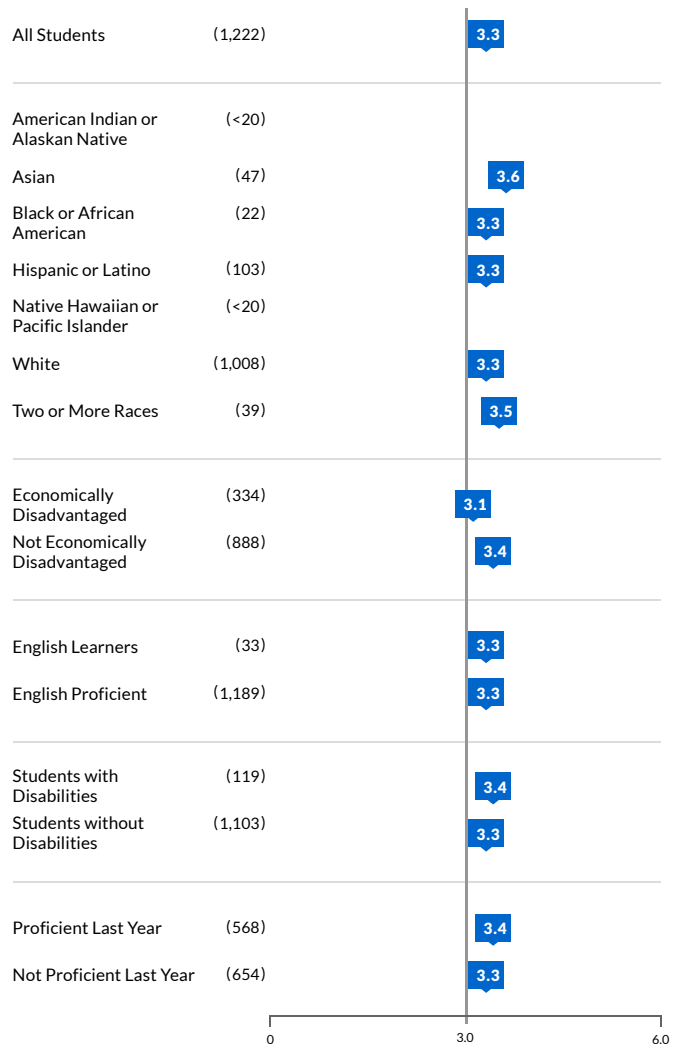 All Students (1,222) 3.3
American Indian or (<20)
Alaskan Native
Asian (47) 3.6
Black or African (22) 3.3
American
Hispanic or Latino (103) 3.3
Native Hawaiian or (<20)
Pacific Islander
White (1,008) 3.3
Two or More Races (39) 3.5
Economically (334) 3.1
Disadvantaged
Not Economically (888) 3.4
Disadvantaged
English Learners (33) 3.3
English Proficient (1,189) 3.3
Students with (119) 3.4
Disabilities
Students without (1,103) 3.3
Disabilities
Proficient Last Year (568) 3.4
Not Proficient Last Year (654) 3.3
0 3.0 6.0